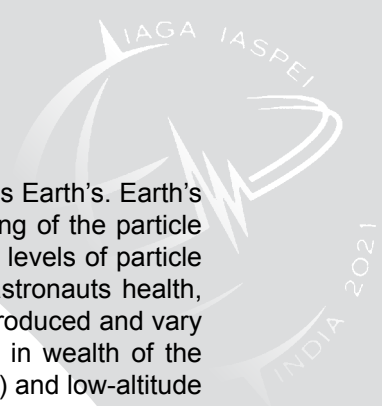 IAGA IASPEI
INDIA 2021
s Earth's. Earth's
ng of the particle
levels of particle
stronauts health,
roduced and vary
in wealth of the
) and low-altitude